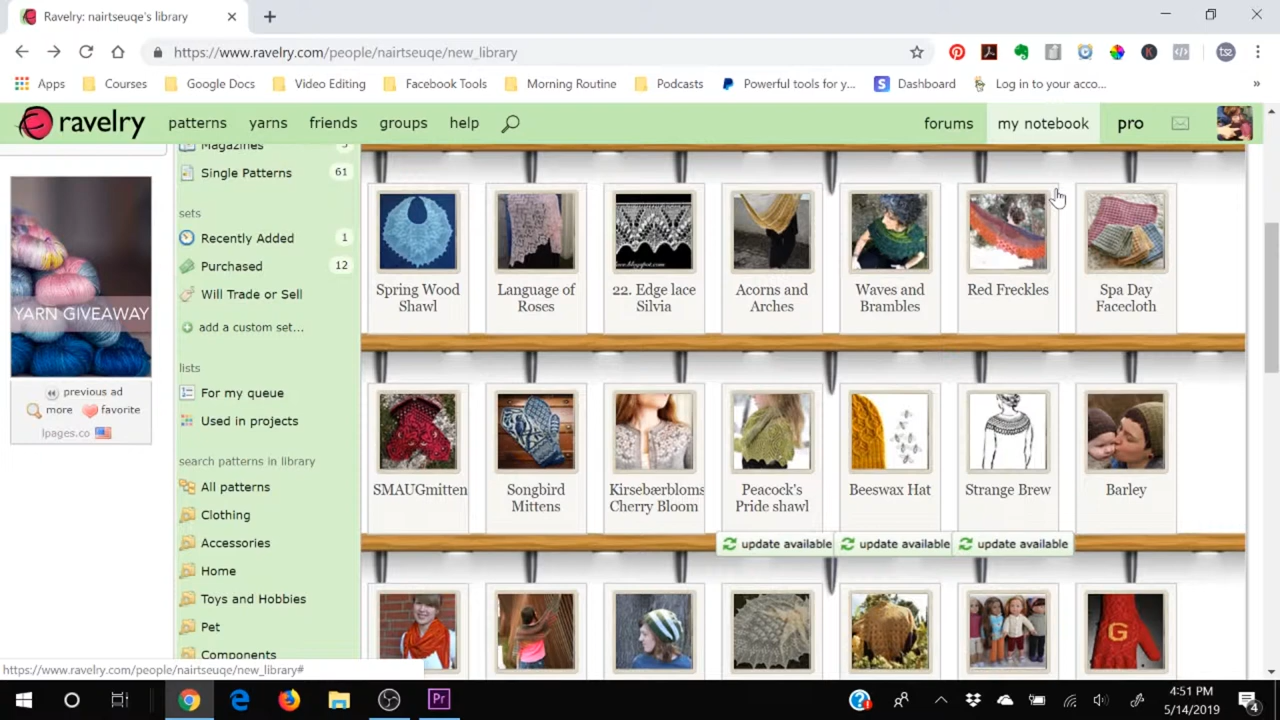 Ravelry: nairtseuqe's library
https://www.ravelry.com/people/nairtseuqe/new_library
Apps Courses Google Docs Video Editing Facebook Tools Morning Routine Podcasts Powerful tools for y... Dashboard Log in to your acco... »
ravelry patterns yarns friends groups help forums my notebook pro
Magazines
Single Patterns 61
sets
Recently Added 1
Purchased 12
Will Trade or Sell
add a custom set...
lists
For my queue
Used in projects
search patterns in library
All patterns
Clothing
Accessories
Home
Toys and Hobbies
Pet
Components
YARN GIVEAWAY
previous ad
more favorite
lpages.co
Spring Wood
Shawl
Language of
Roses
22. Edge lace
Silvia
Acorns and
Arches
Waves and
Brambles
Red Freckles
Spa Day
Facecloth
SMAUGmitten
Songbird
Mittens
Kirsebærbloms
Cherry Bloom
Peacock's
Pride shawl
Beeswax Hat
Strange Brew
Barley
update available update available update available
G
https://www.ravelry.com/people/nairtseuqe/new_library#
Pr
4:51 PM
5/14/2019
4